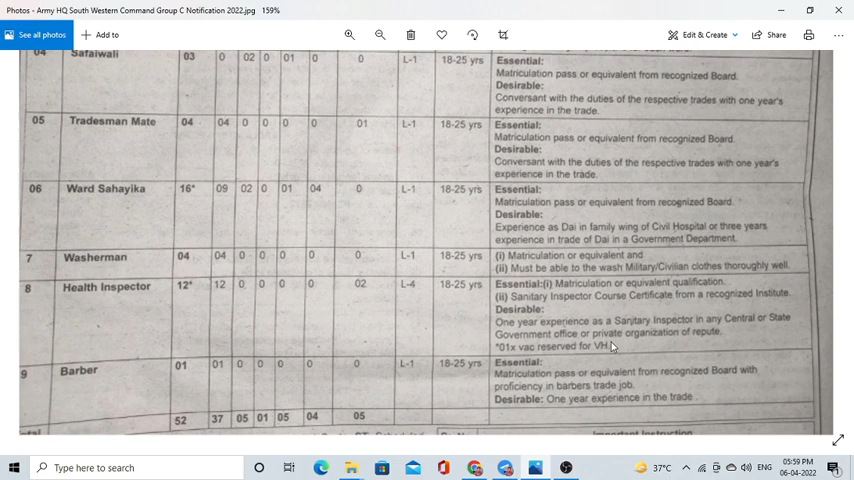 Photos - Army HQ South Western Command Group C Notification 2022.jpg 159%
See all photos + Add to Edit & Create Share
04 Safaiwali 03 0 02 0 01 0 0 L-1 18-25 yrs Essential:
Matriculation pass or equivalent from recognized Board.
Desirable:
Conversant with the duties of the respective trades with one year's
experience in the trade.
05 Tradesman Mate 04 04 0 0 0 01 L-1 18-25 yrs Essential:
Matriculation pass or equivalent from recognized Board.
Desirable:
Conversant with the duties of the respective trades with one year's
experience in the trade.
06 Ward Sahayika 16* 09 02 0 01 04 0 L-1 18-25 yrs Essential:
Matriculation pass or equivalent from recognized Board.
Desirable:
Experience as Dai in family wing of Civil Hospital or three years
experience in trade of Dai in a Government Department.
7 Washerman 04 04 0 0 0 0 0 L-1 18-25 yrs (i) Matriculation or equivalent and
(ii) Must be able to the wash Military/Civilian clothes thoroughly well.
8 Health Inspector 12* 12 0 0 0 0 02 L-4 18-25 yrs Essential:(i) Matriculation or equivalent qualification.
(ii) Sanitary Inspector Course Certificate from a recognized Institute.
Desirable:
One year experience as a Sanitary Inspector in any Central or State
Government office or private organization of repute.
*01x vac reserved for VH.
9 Barber 01 01 0 0 0 0 0 L-1 18-25 yrs Essential:
Matriculation pass or equivalent from recognized Board with
proficiency in barbers trade job.
Desirable: One year experience in the trade.
52 37 05 01 05 04 05
Important Instruction
Type here to search 37°C ENG 05:59 PM
06-04-2022